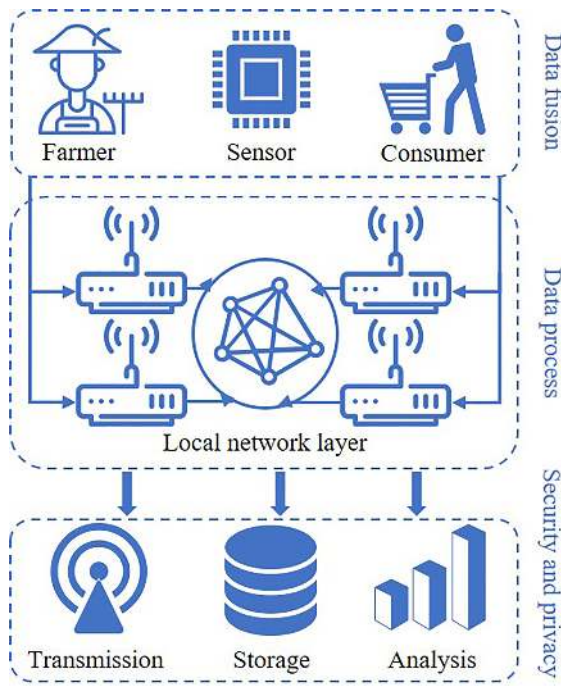 Farmer
Sensor
Consumer
Data fusion
Local network layer
Data process
Transmission
Storage
Analysis
Security and privacy